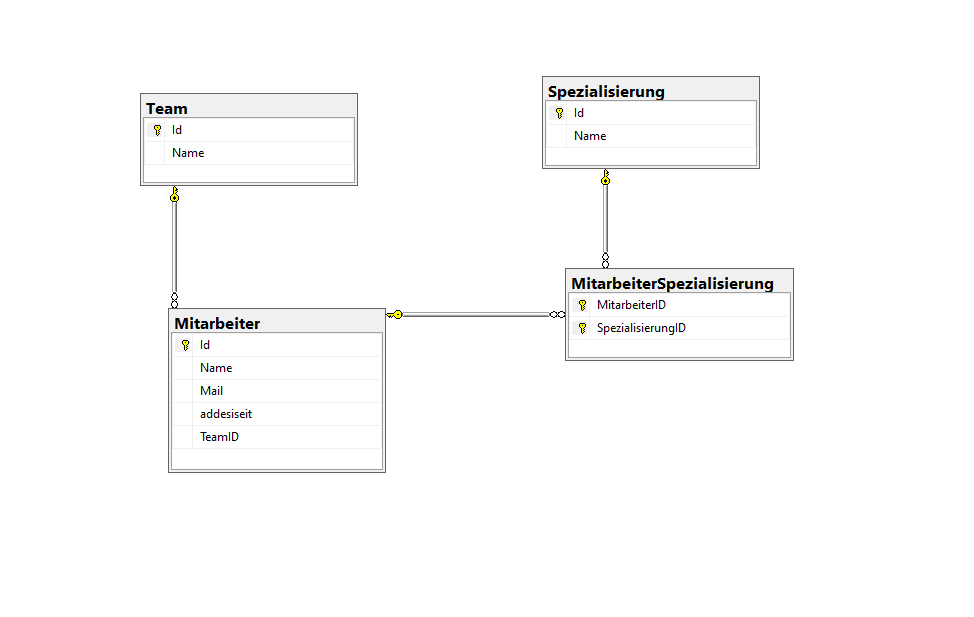 Team
Id
Name
Spezialisierung
Id
Name
Mitarbeiter
Id
Name
Mail
addesiseit
TeamID
MitarbeiterSpezialisierung
MitarbeiterID
SpezialisierungID